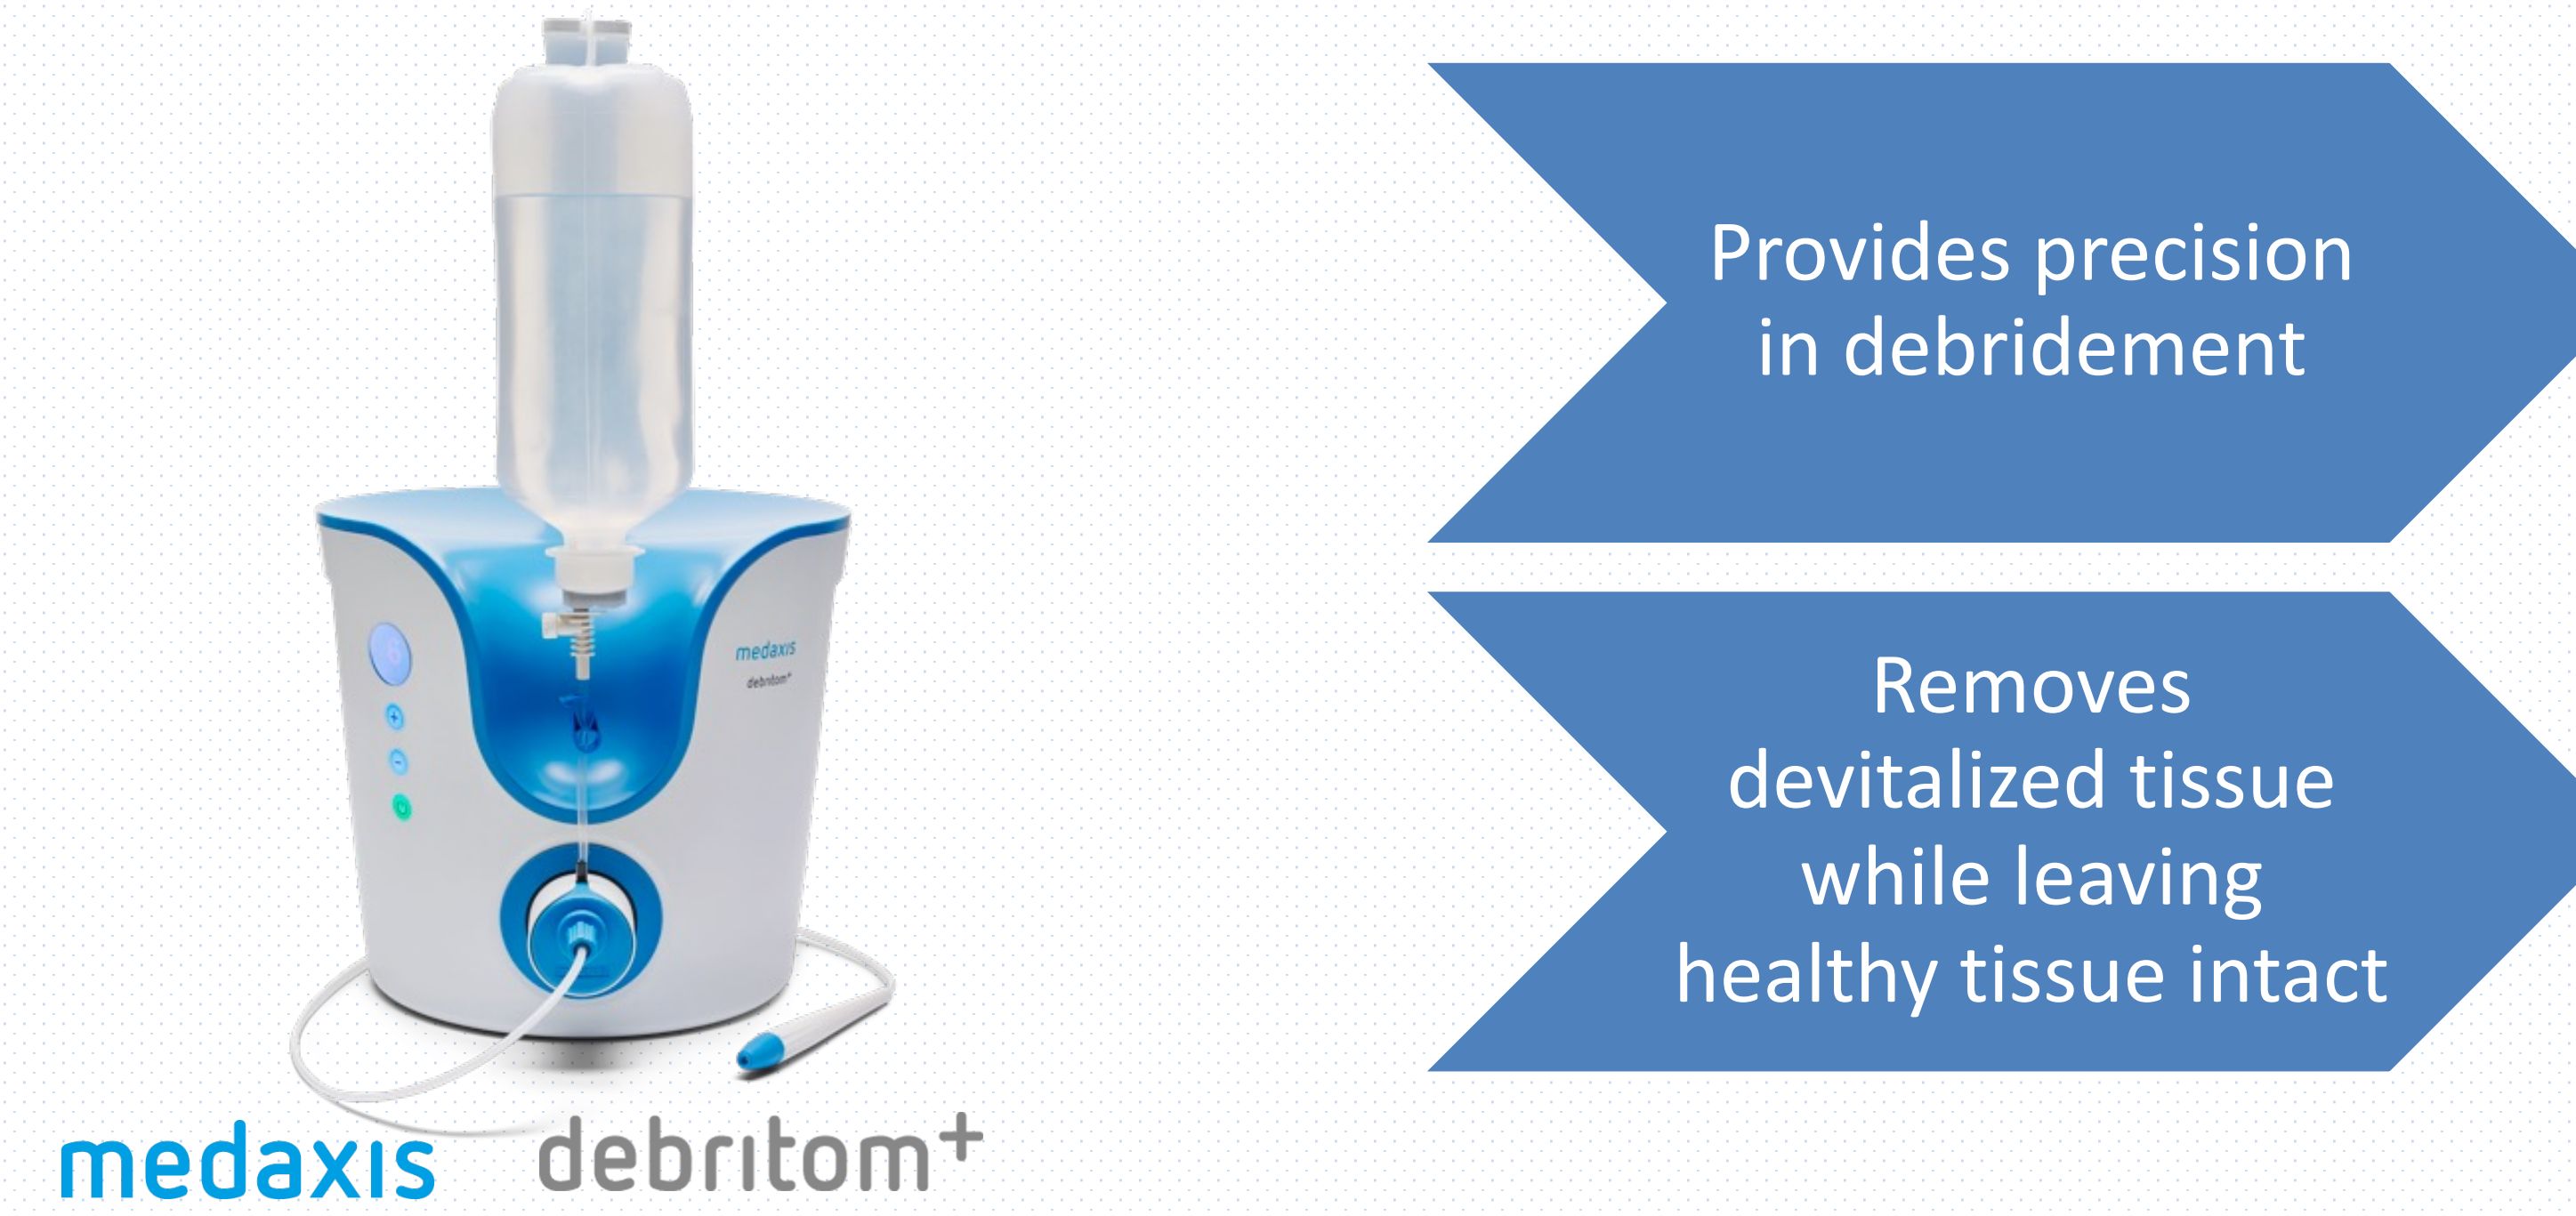 Provides precision
in debridement
Removes
devitalized tissue
while leaving
healthy tissue intact
medaxis
debritom+
medaxis debritom+